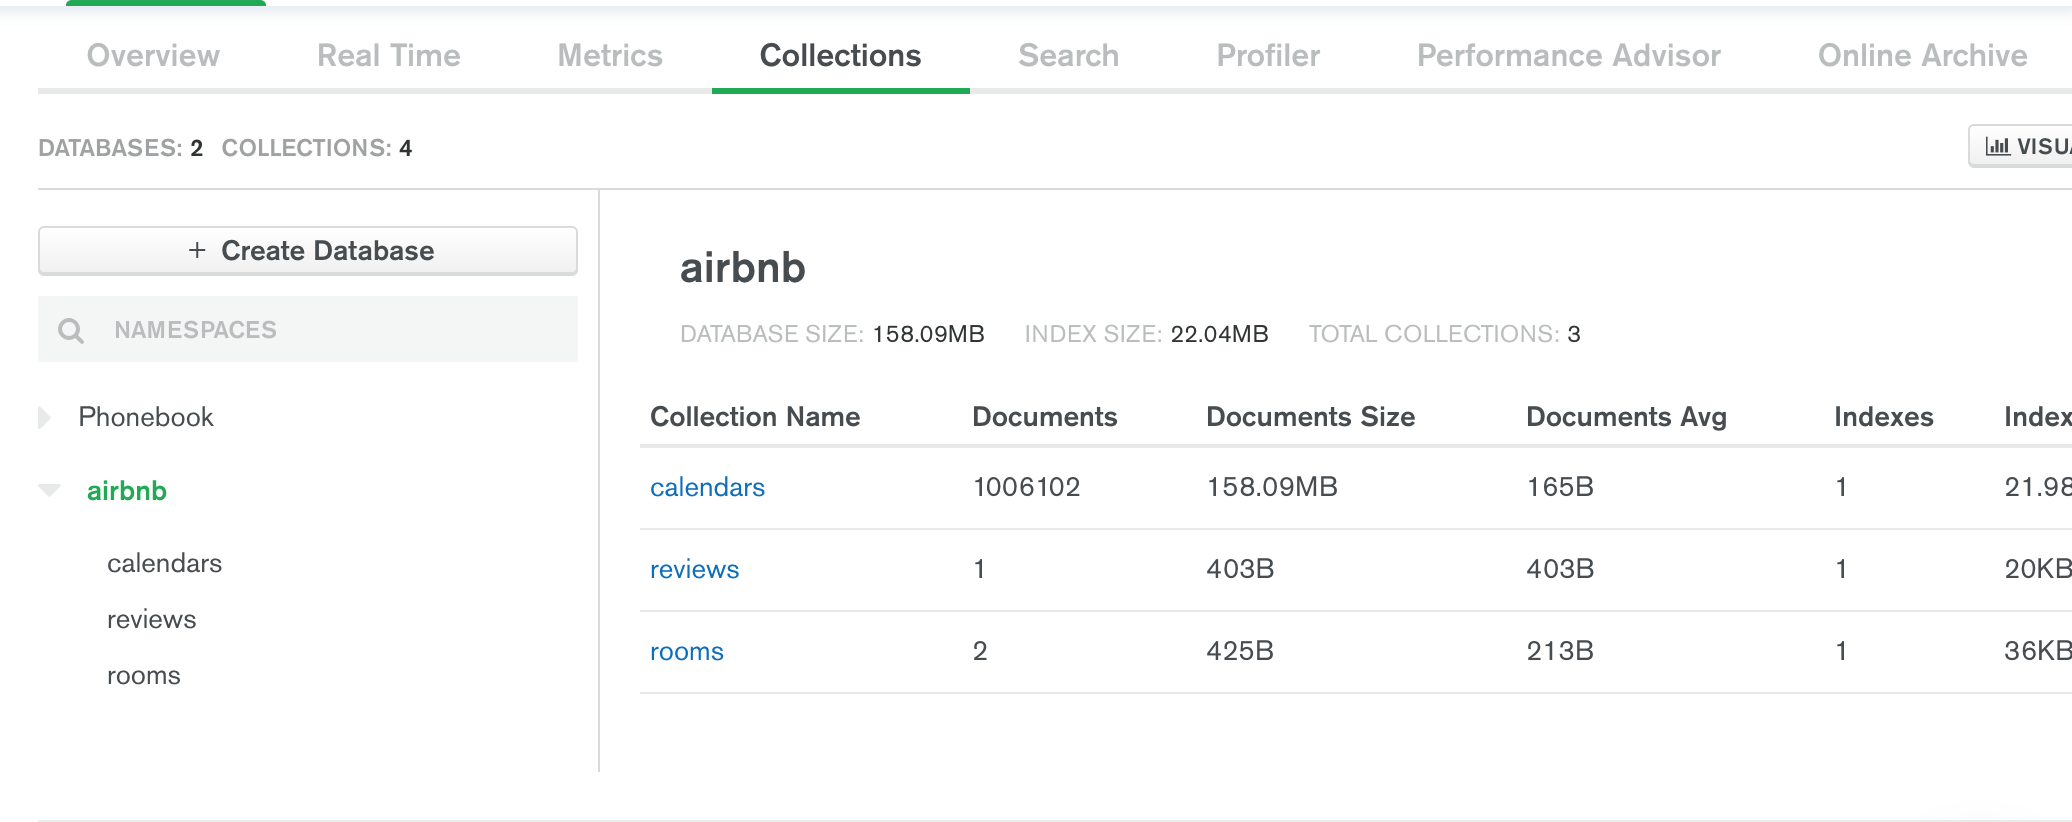 Overview Real Time Metrics Collections Search Profiler Performance Advisor Online Archive
DATABASES: 2 COLLECTIONS: 4
VISU
+ Create Database
NAMESPACES
Phonebook
airbnb
calendars
reviews
rooms
airbnb
DATABASE SIZE: 158.09MB INDEX SIZE: 22.04MB TOTAL COLLECTIONS: 3
Collection Name Documents Documents Size Documents Avg Indexes Index
calendars 1006102 158.09MB 165B 1 21.98
reviews 1 403B 403B 1 20KB
rooms 2 425B 213B 1 36KB